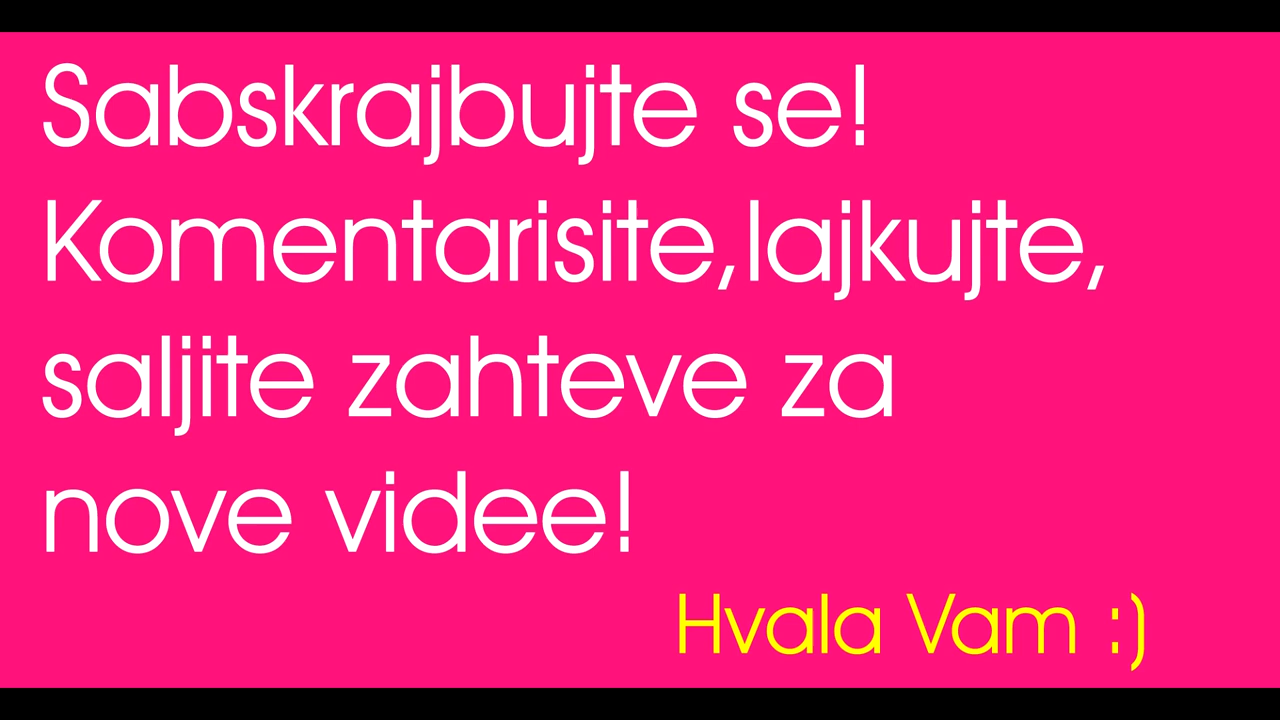 Sabskrajbujte se!
Komentarisite,lajkujte,
saljite zahteve za
nove videe!
Hvala Vam :)